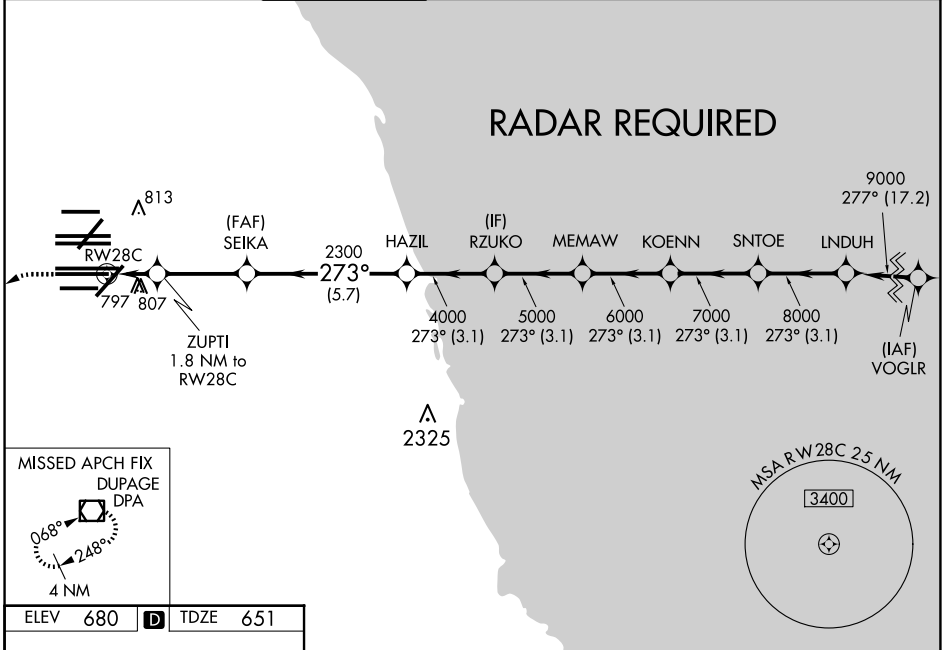 RADAR REQUIRED
813
9000
277° (17.2)
(FAF)
SEIKA
2300
273°
(5.7)
HAZIL
(IF)
RZUKO
MEMAW
KOENN
SNTOE
LNDUH
RW28C
797
807
4000
273° (3.1)
5000
273° (3.1)
6000
273° (3.1)
7000
273° (3.1)
8000
273° (3.1)
ZUPTI
1.8 NM to
RW28C
(IAF)
VOGLR
2325
MISSED APCH FIX
DUPAGE
DPA
068°
248°
4 NM
MSA RW28C 25 NM
3400
ELEV 680 D TDZE 651